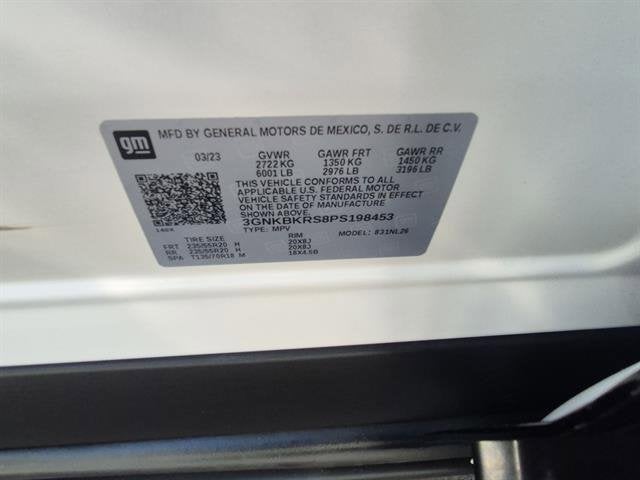 gm
MFD BY GENERAL MOTORS DE MEXICO, S. DE R.L. DE C.V.
03/23 GVWR GAWR FRT GAWR RR
2722 KG 1350 KG 1450 KG
6001 LB 2976 LB 3196 LB
THIS VEHICLE CONFORMS TO ALL
APPLICABLE U.S. FEDERAL MOTOR
VEHICLE SAFETY STANDARDS IN EFFECT
ON THE DATE OF MANUFACTURE SHOWN ABOVE.
3GNKBKRS8PS198453
TYPE: MPV MODEL: 831NL26
TIRE SIZE RIM
FRT 235/55R20 H 20X8J
RR 235/55R20 H 20X8J
SPA T135/70R18 M 18X4.5B